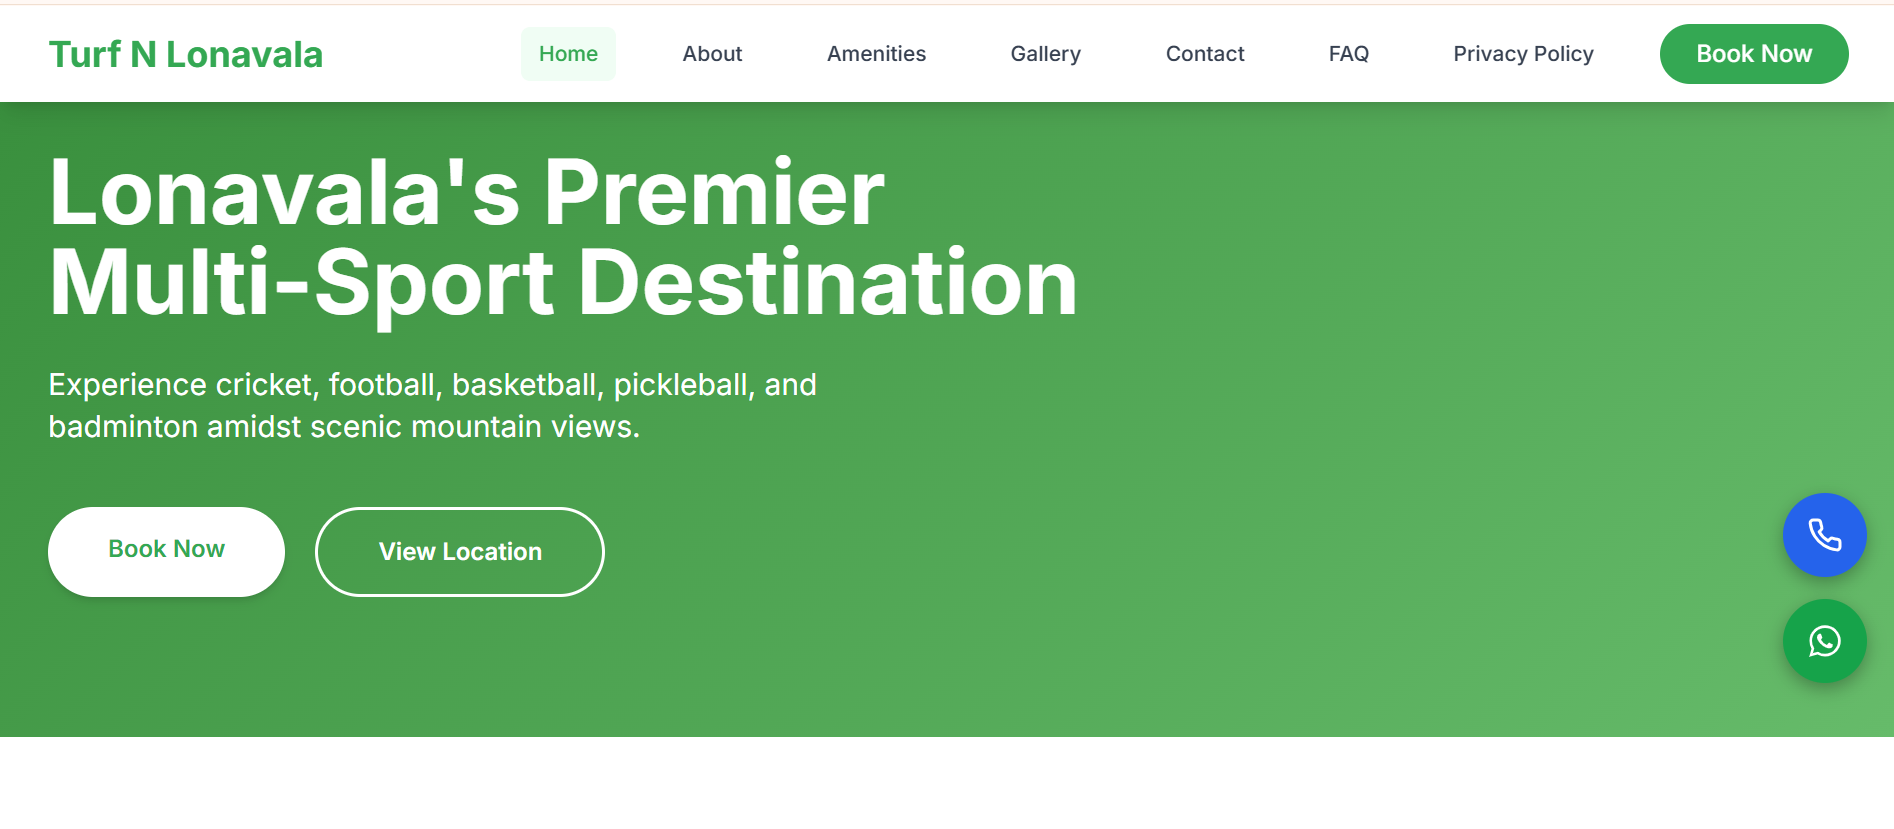 Turf N Lonavala
Home
About
Amenities
Gallery
Contact
FAQ
Privacy Policy
Book Now
Lonavala's Premier
Multi-Sport Destination
Experience cricket, football, basketball, pickleball, and
badminton amidst scenic mountain views.
Book Now
View Location